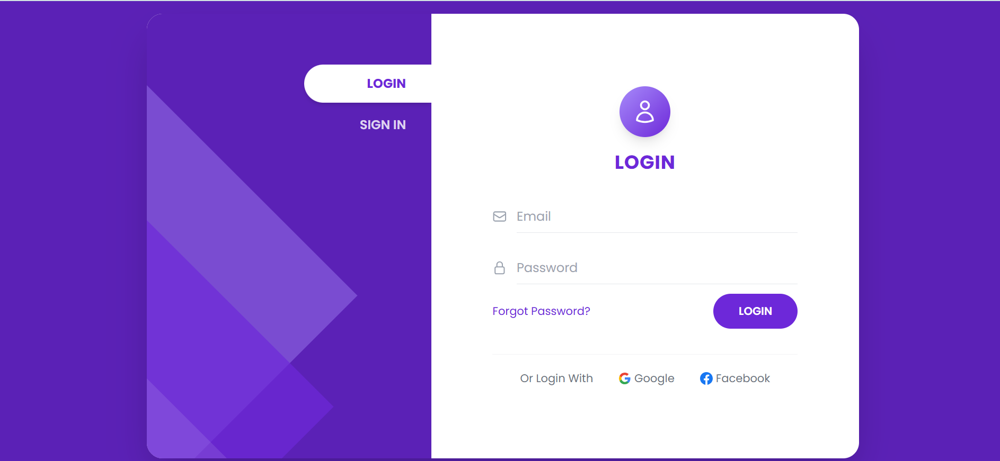 LOGIN
SIGN IN
LOGIN
Email
Password
Forgot Password?
LOGIN
Or Login With
Google
Facebook